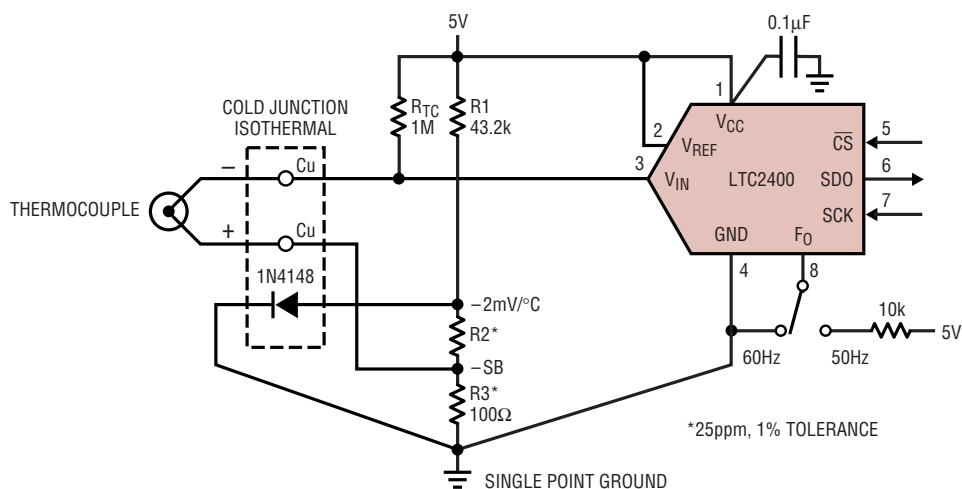 5V
0.1µF
1
R_TC
1M
R1
43.2k
COLD JUNCTION
ISOTHERMAL
V_CC
2
V_REF
C̅S̅
5
–
Cu
3
V_IN
LTC2400
SDO
6
THERMOCOUPLE
SCK
7
+
Cu
GND
F_O
4
8
1N4148
–2mV/°C
R2*
10k
5V
60Hz
50Hz
–SB
R3*
100Ω
*25ppm, 1% TOLERANCE
SINGLE POINT GROUND